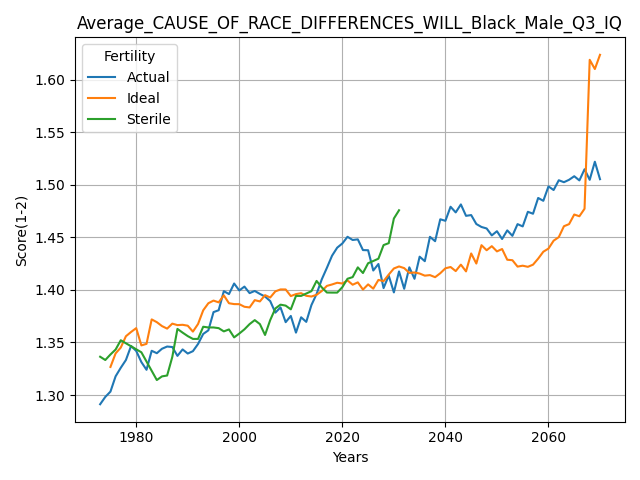 Average_CAUSE_OF_RACE_DIFFERENCES_WILL_Black_Male_Q3_IQ
Fertility
Actual
Ideal
Sterile
Score(1-2)
1.60
1.55
1.50
1.45
1.40
1.35
1.30
1980 2000 2020 2040 2060
Years